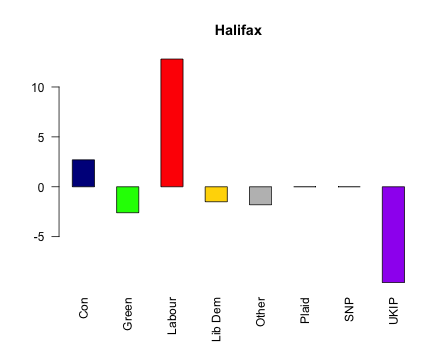 Halifax
10
5
0
-5
Con
Green
Labour
Lib Dem
Other
Plaid
SNP
UKIP